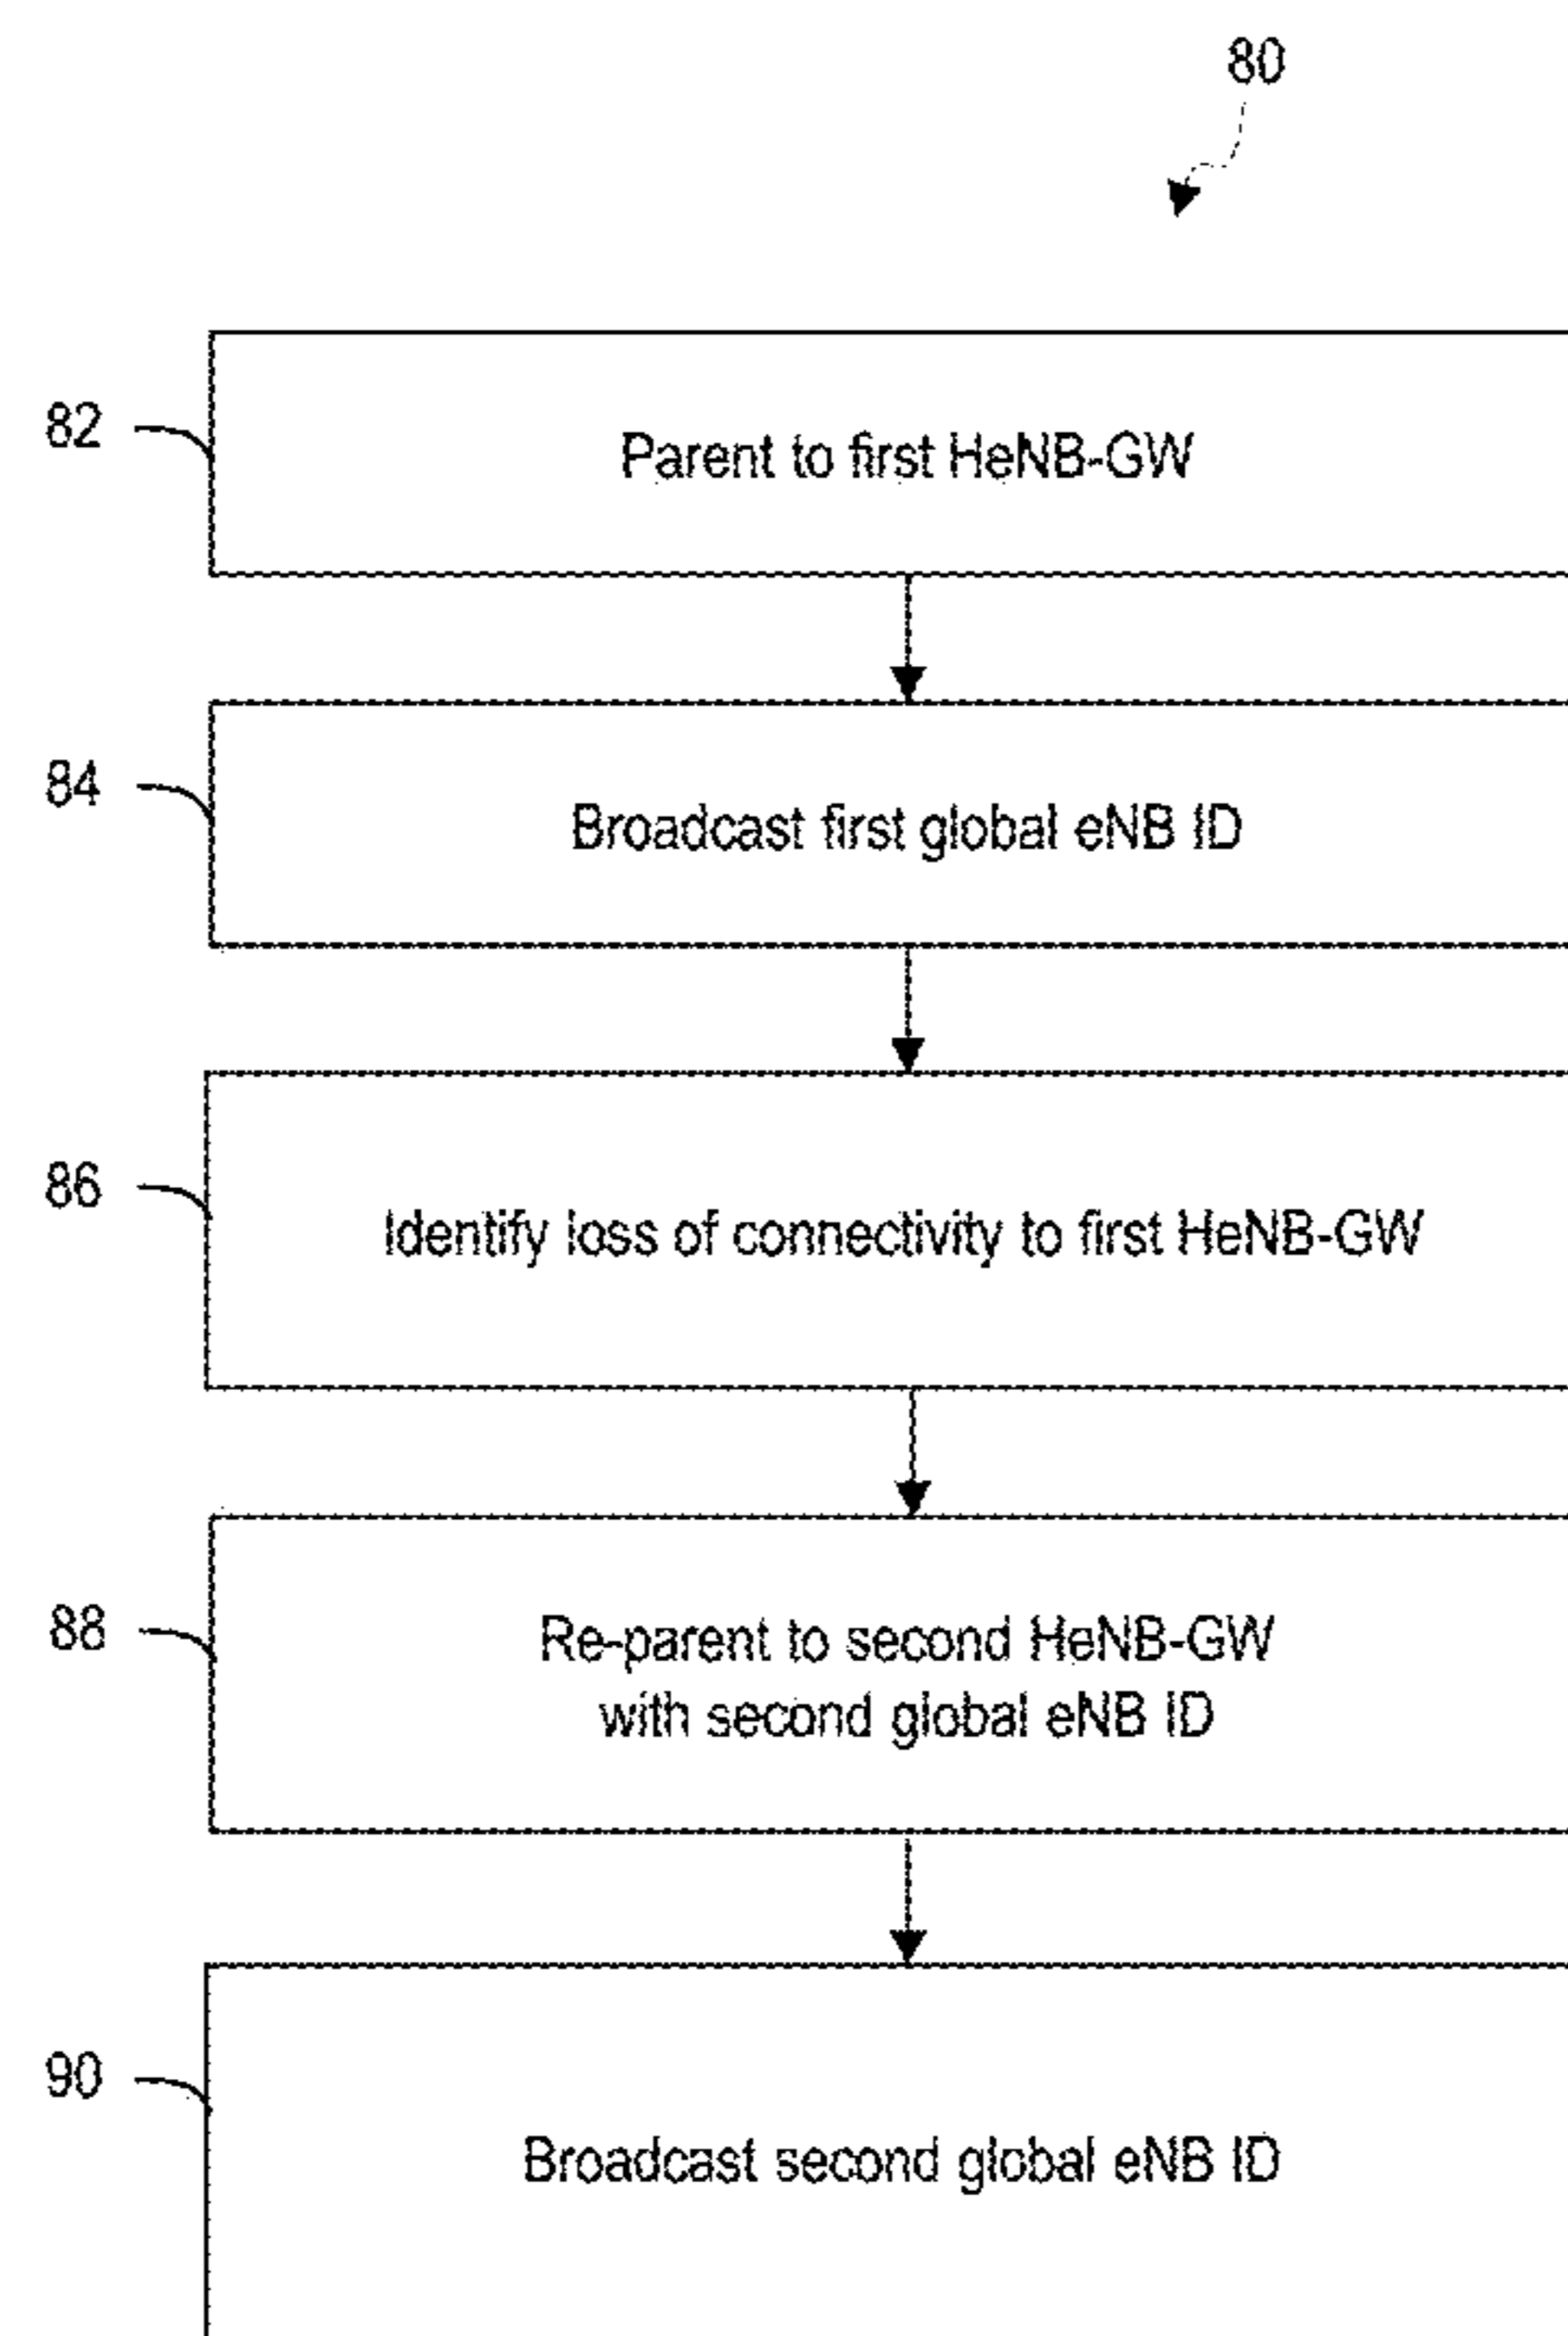 80
82
Parent to first HeNB-GW
84
Broadcast first global eNB ID
86
Identify loss of connectivity to first HeNB-GW
88
Re-parent to second HeNB-GW
with second global eNB ID
90
Broadcast second global eNB ID